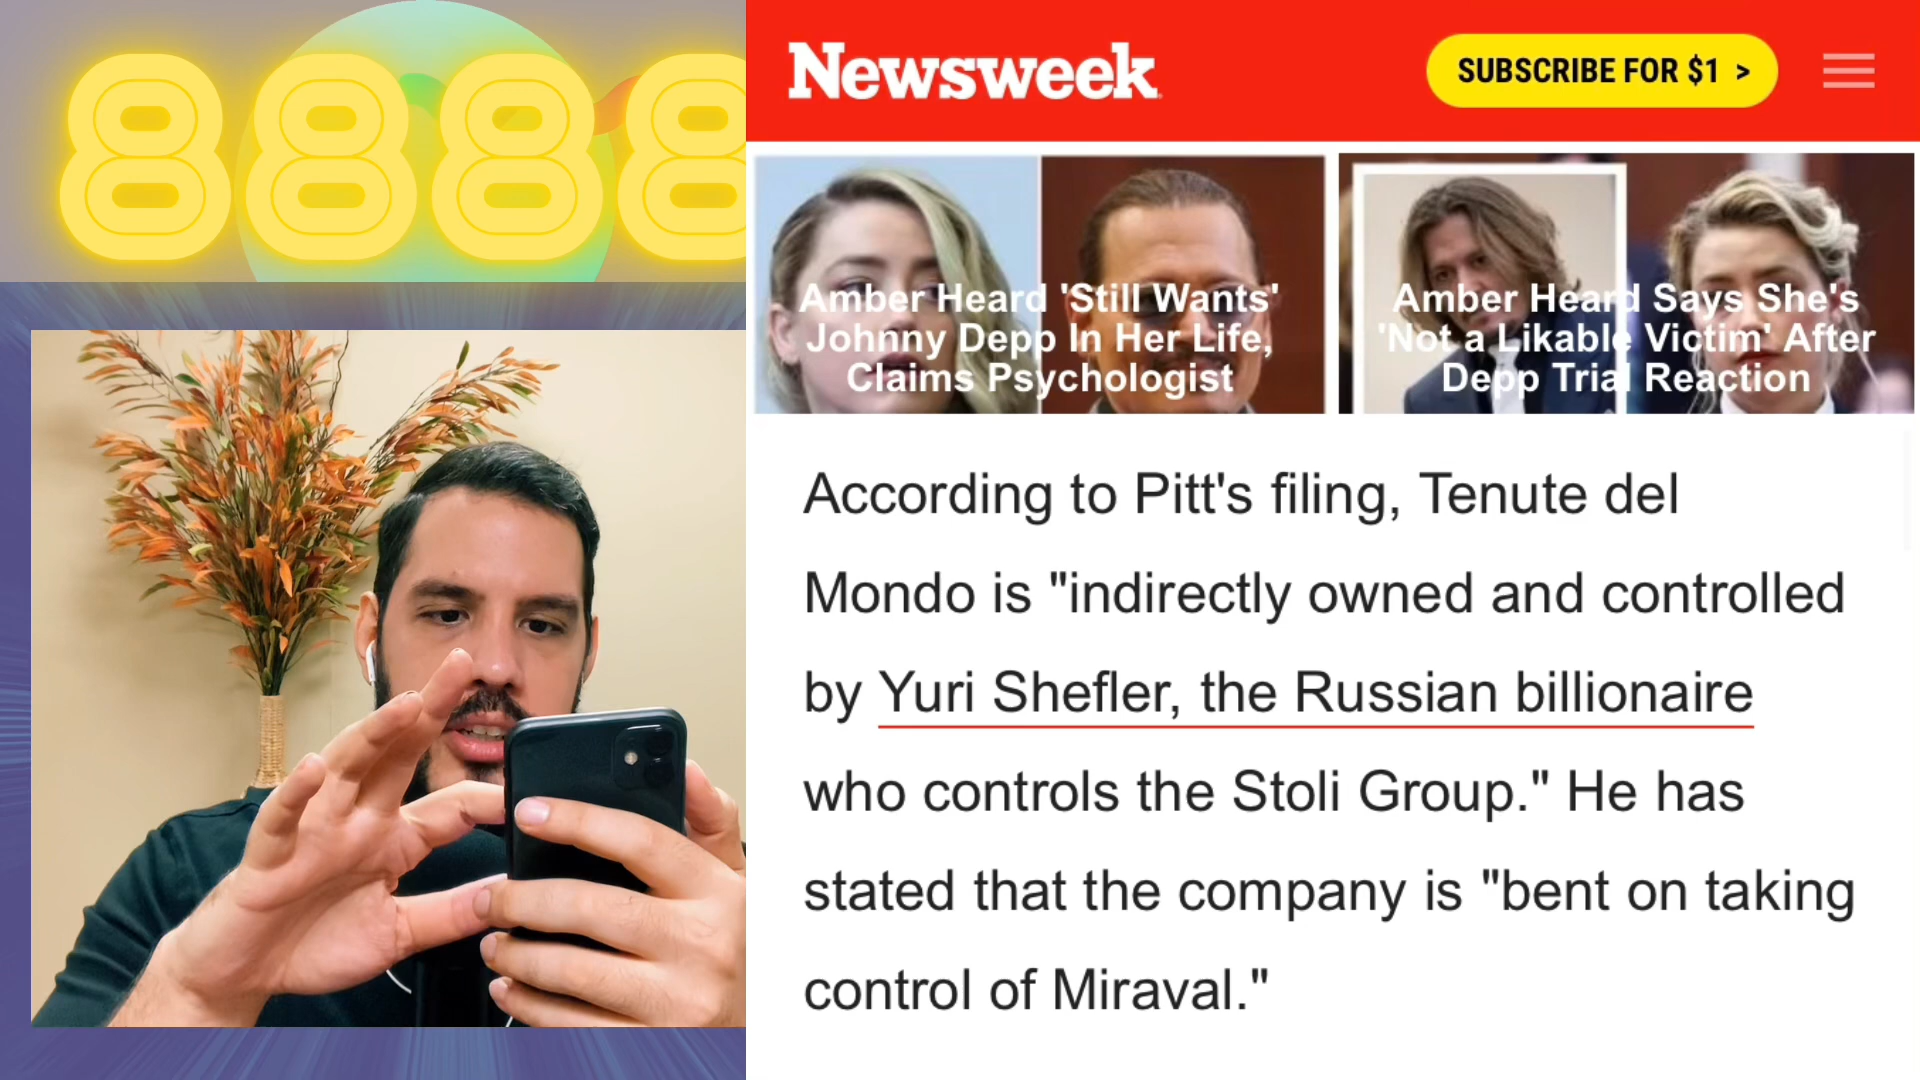 8888
Newsweek
SUBSCRIBE FOR $1 >
Amber Heard 'Still Wants'
Johnny Depp In Her Life,
Claims Psychologist
Amber Heard Says She's
'Not a Likable Victim' After
Depp Trial Reaction
According to Pitt's filing, Tenute del
Mondo is "indirectly owned and controlled
by Yuri Shefler, the Russian billionaire
who controls the Stoli Group." He has
stated that the company is "bent on taking
control of Miraval."